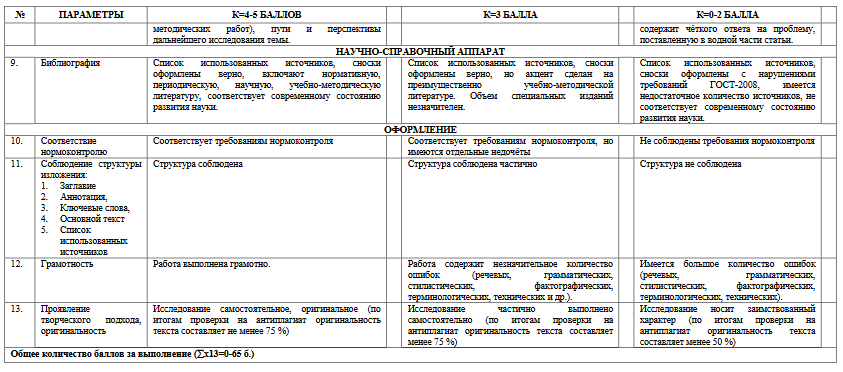 № ПАРАМЕТРЫ К=4-5 БАЛЛОВ К=3 БАЛЛА К=0-2 БАЛЛА
методических работ), пути и перспективы
дальнейшего исследования темы.
содержит чёткого ответа на проблему,
поставленную в водной части статьи.
НАУЧНО-СПРАВОЧНЫЙ АППАРАТ
9. Библиография
Список использованных источников, сноски
оформлены верно, включают нормативную,
периодическую, научную, учебно-методическую
литературу, соответствует современному состоянию
развития науки.
Список использованных источников, сноски
оформлены верно, но акцент сделан на
преимущественно учебно-методической
литературе. Объем специальных изданий
незначителен.
Список использованных источников,
сноски оформлены с нарушениями
требований ГОСТ-2008, имеется
недостаточное количество источников, не
соответствует современному состоянию
развития науки.
ОФОРМЛЕНИЕ
10. Соответствие
нормоконтролю
Соответствует требованиям нормоконтроля
Соответствует требованиям нормоконтроля, но
имеются отдельные недочёты
Не соблюдены требования нормоконтроля
11. Соблюдение структуры
изложения:
1. Заглавие
2. Аннотация,
3. Ключевые слова,
4. Основной текст
5. Список
использованных
источников
Структура соблюдена
Структура соблюдена частично
Структура не соблюдена
12. Грамотность
Работа выполнена грамотно.
Работа содержит незначительное количество
ошибок (речевых, грамматических,
стилистических, фактографических,
терминологических, технических и др.).
Имеется большое количество ошибок
(речевых, грамматических,
стилистических, фактографических,
терминологических, технических).
13. Проявление
творческого подхода,
оригинальность
Исследование самостоятельное, оригинальное (по
итогам проверки на антиплагиат оригинальность
текста составляет не менее 75 %)
Исследование частично выполнено
самостоятельно (по итогам проверки на
антиплагиат оригинальность текста составляет
менее 75 %)
Исследование носит заимствованный
характер (по итогам проверки на
антиплагиат оригинальность текста
составляет менее 50 %)
Общее количество баллов за выполнение (∑х13=0-65 б.)